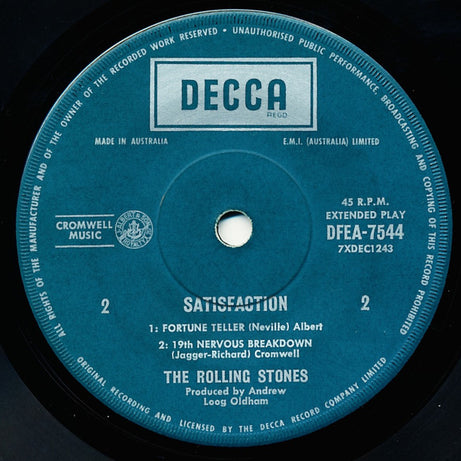 ALL RIGHTS OF THE MANUFACTURER AND OF THE OWNER OF THE RECORDED WORK RESERVED • UNAUTHORISED PUBLIC PERFORMANCE, BROADCASTING AND COPYING OF THIS RECORD PROHIBITED
DECCA
REGD
MADE IN AUSTRALIA
E.M.I. (AUSTRALIA) LIMITED
CROMWELL
MUSIC
45 R.P.M.
EXTENDED PLAY
DFEA-7544
7XDEC1243
2
SATISFACTION
2
1: FORTUNE TELLER (Neville) Albert
2: 19th NERVOUS BREAKDOWN
(Jagger-Richard) Cromwell
THE ROLLING STONES
Produced by Andrew
Loog Oldham
ORIGINAL RECORDING AND LICENSED BY THE DECCA RECORD COMPANY LIMITED